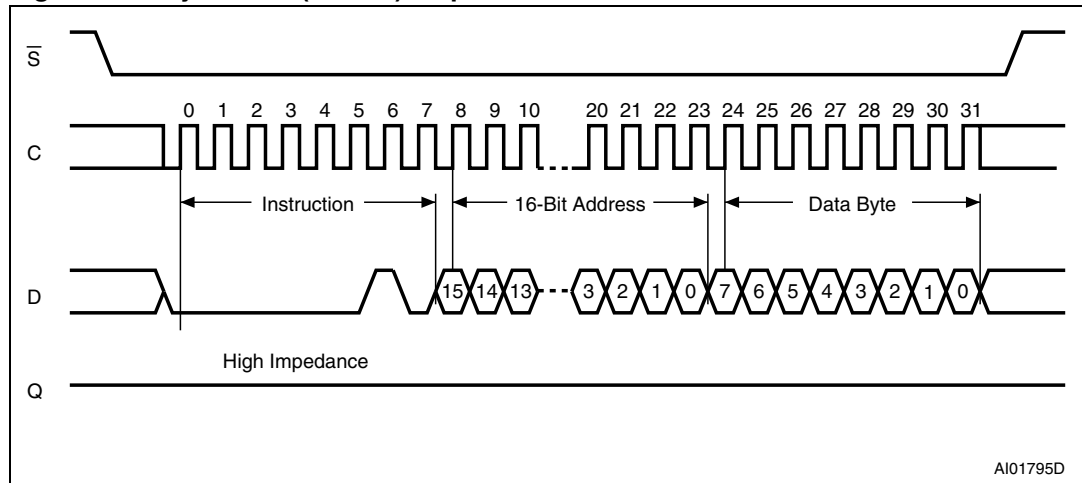 S
0 1 2 3 4 5 6 7 8 9 10 20 21 22 23 24 25 26 27 28 29 30 31
C
Instruction 16-Bit Address Data Byte
D
15 14 13 3 2 1 0 7 6 5 4 3 2 1 0
High Impedance
Q
AI01795D